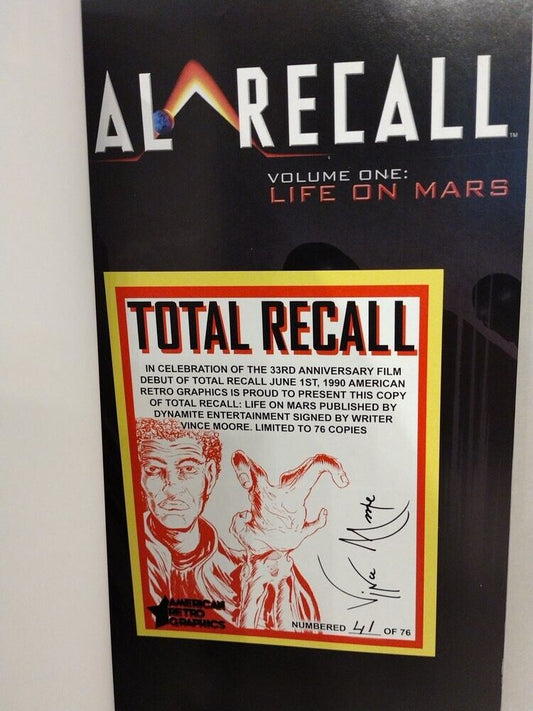 AL RECALL™
VOLUME ONE:
LIFE ON MARS
TOTAL RECALL
IN CELEBRATION OF THE 33RD ANNIVERSARY FILM
DEBUT OF TOTAL RECALL JUNE 1ST, 1990 AMERICAN
RETRO GRAPHICS IS PROUD TO PRESENT THIS COPY
OF TOTAL RECALL: LIFE ON MARS PUBLISHED BY
DYNAMITE ENTERTAINMENT SIGNED BY WRITER
VINCE MOORE. LIMITED TO 76 COPIES
Vince Moore
AMERICAN
RETRO
GRAPHICS
NUMBERED 41 OF 76